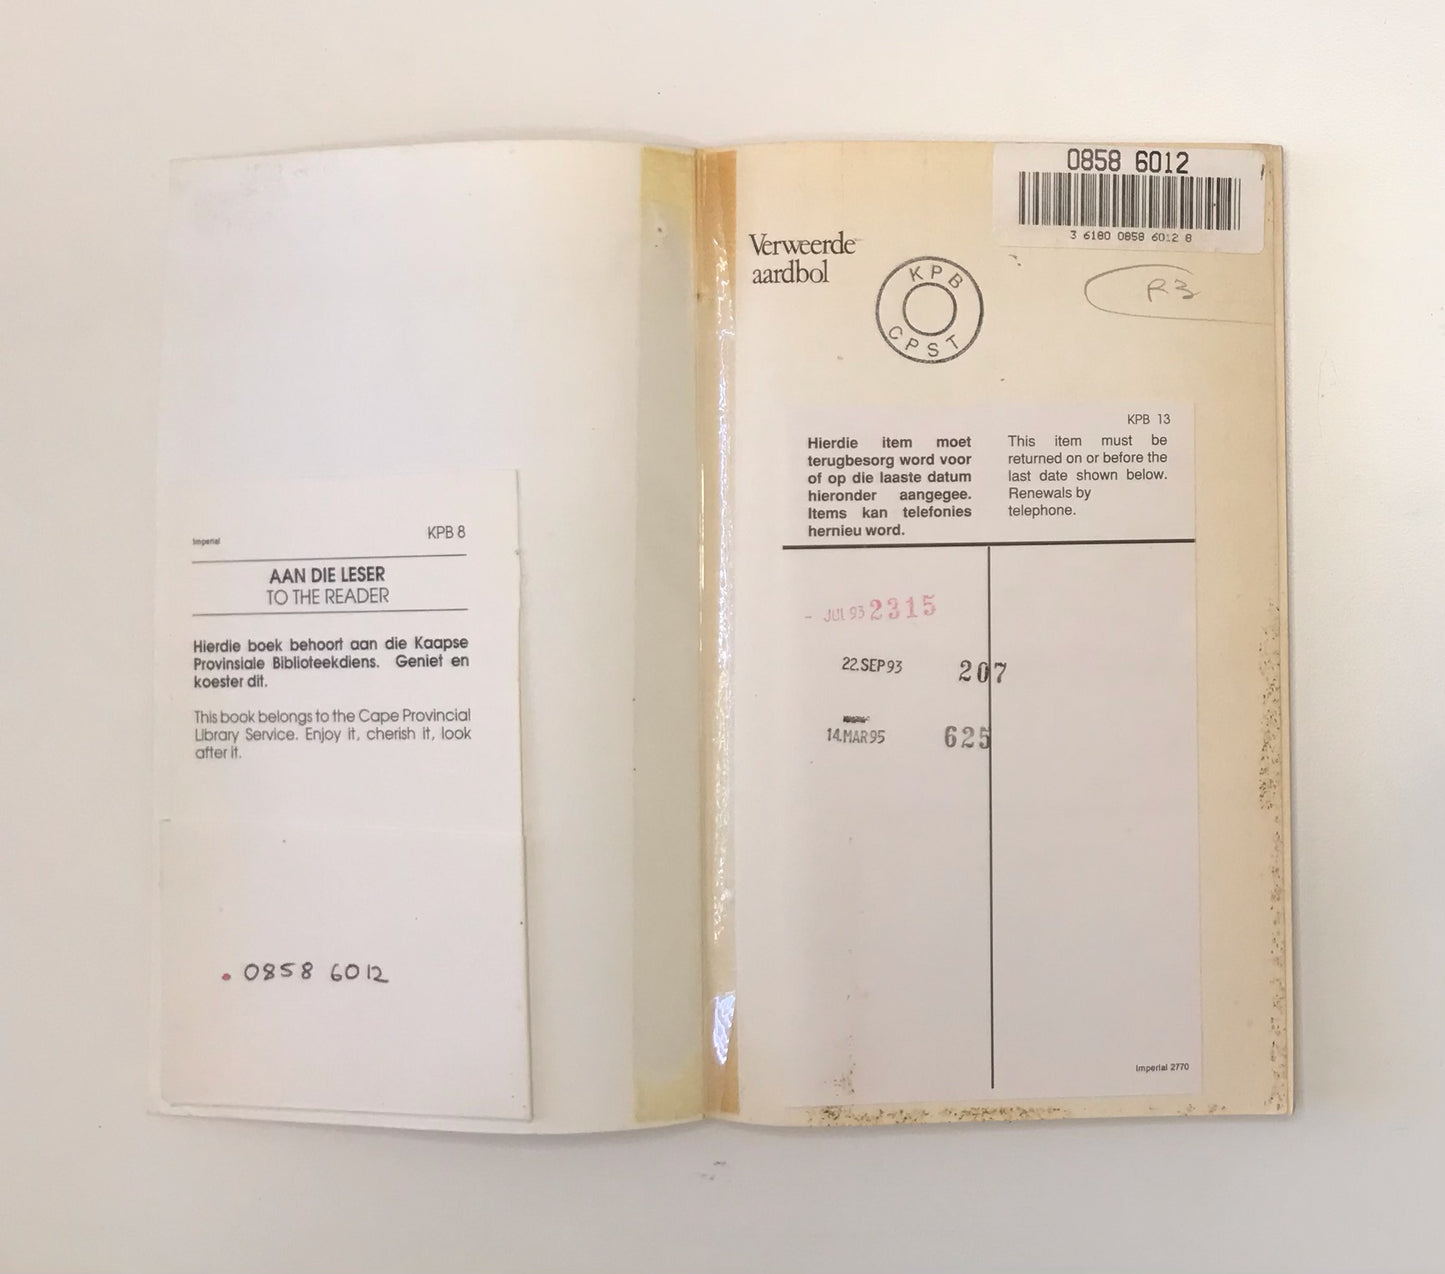 Imperial
KPB 8
AAN DIE LESER
TO THE READER
Hierdie boek behoort aan die Kaapse
Provinsiale Biblioteekdiens. Geniet en
koester dit.
This book belongs to the Cape Provincial
Library Service. Enjoy it, cherish it, look
after it.
0858 6012
0858 6012
3 6180 0858 6012 8
Verweerde
aardbol
KPB
CPST
R3
KPB 13
Hierdie item moet
terugbesorg word voor
of op die laaste datum
hieronder aangegee.
Items kan telefonies
hernieu word.
This item must be
returned on or before the
last date shown below.
Renewals by
telephone.
- JUL 93 2315
22.SEP 93 207
14.MAR 95 625
Imperial 2770